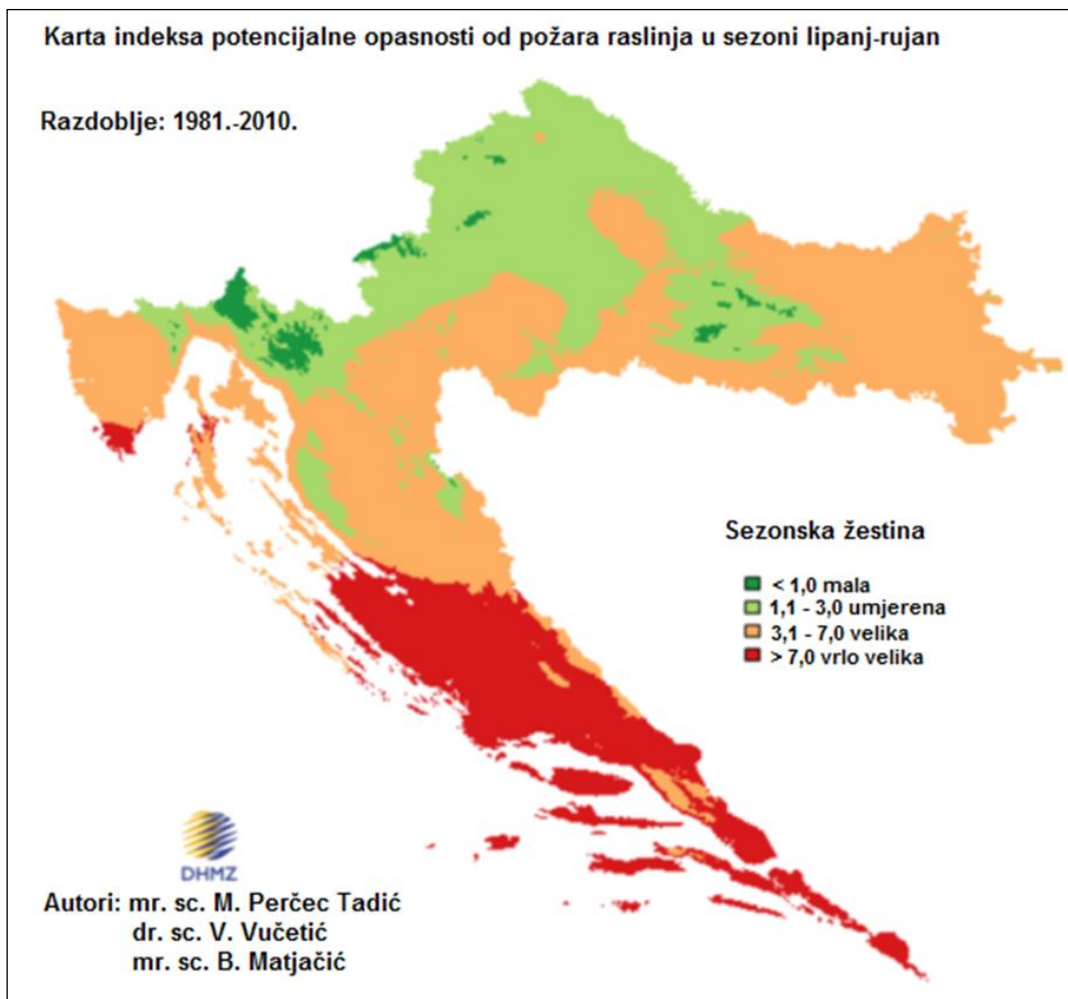 Karta indeksa potencijalne opasnosti od požara raslinja u sezoni lipanj-rujan
Razdoblje: 1981.-2010.
Sezonska žestina
< 1,0 mala
1,1 - 3,0 umjerena
3,1 - 7,0 velika
> 7,0 vrlo velika
DHMZ
Autori: mr. sc. M. Perčec Tadić
dr. sc. V. Vučetić
mr. sc. B. Matjačić